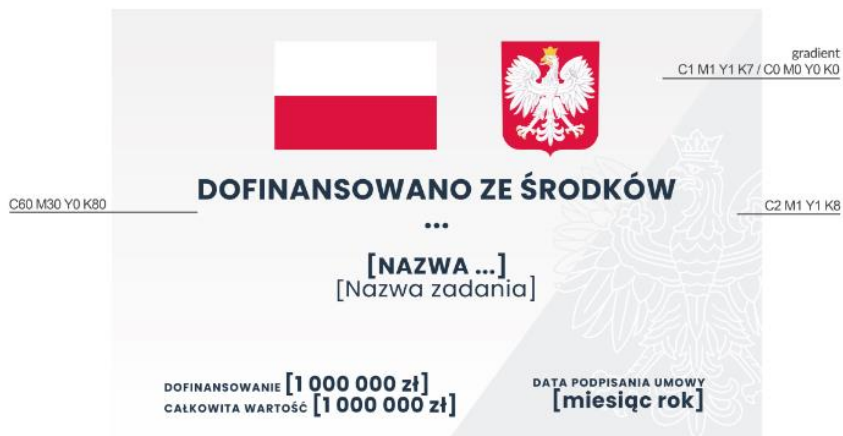 gradient
C1 M1 Y1 K7 / C0 M0 Y0 K0
DOFINANSOWANO ZE ŚRODKÓW
C60 M30 Y0 K80
C2 M1 Y1 K8
...
[NAZWA ...]
[Nazwa zadania]
DOFINANSOWANIE [1 000 000 zł]
CAŁKOWITA WARTOŚĆ [1 000 000 zł]
DATA PODPISANIA UMOWY
[miesiąc rok]